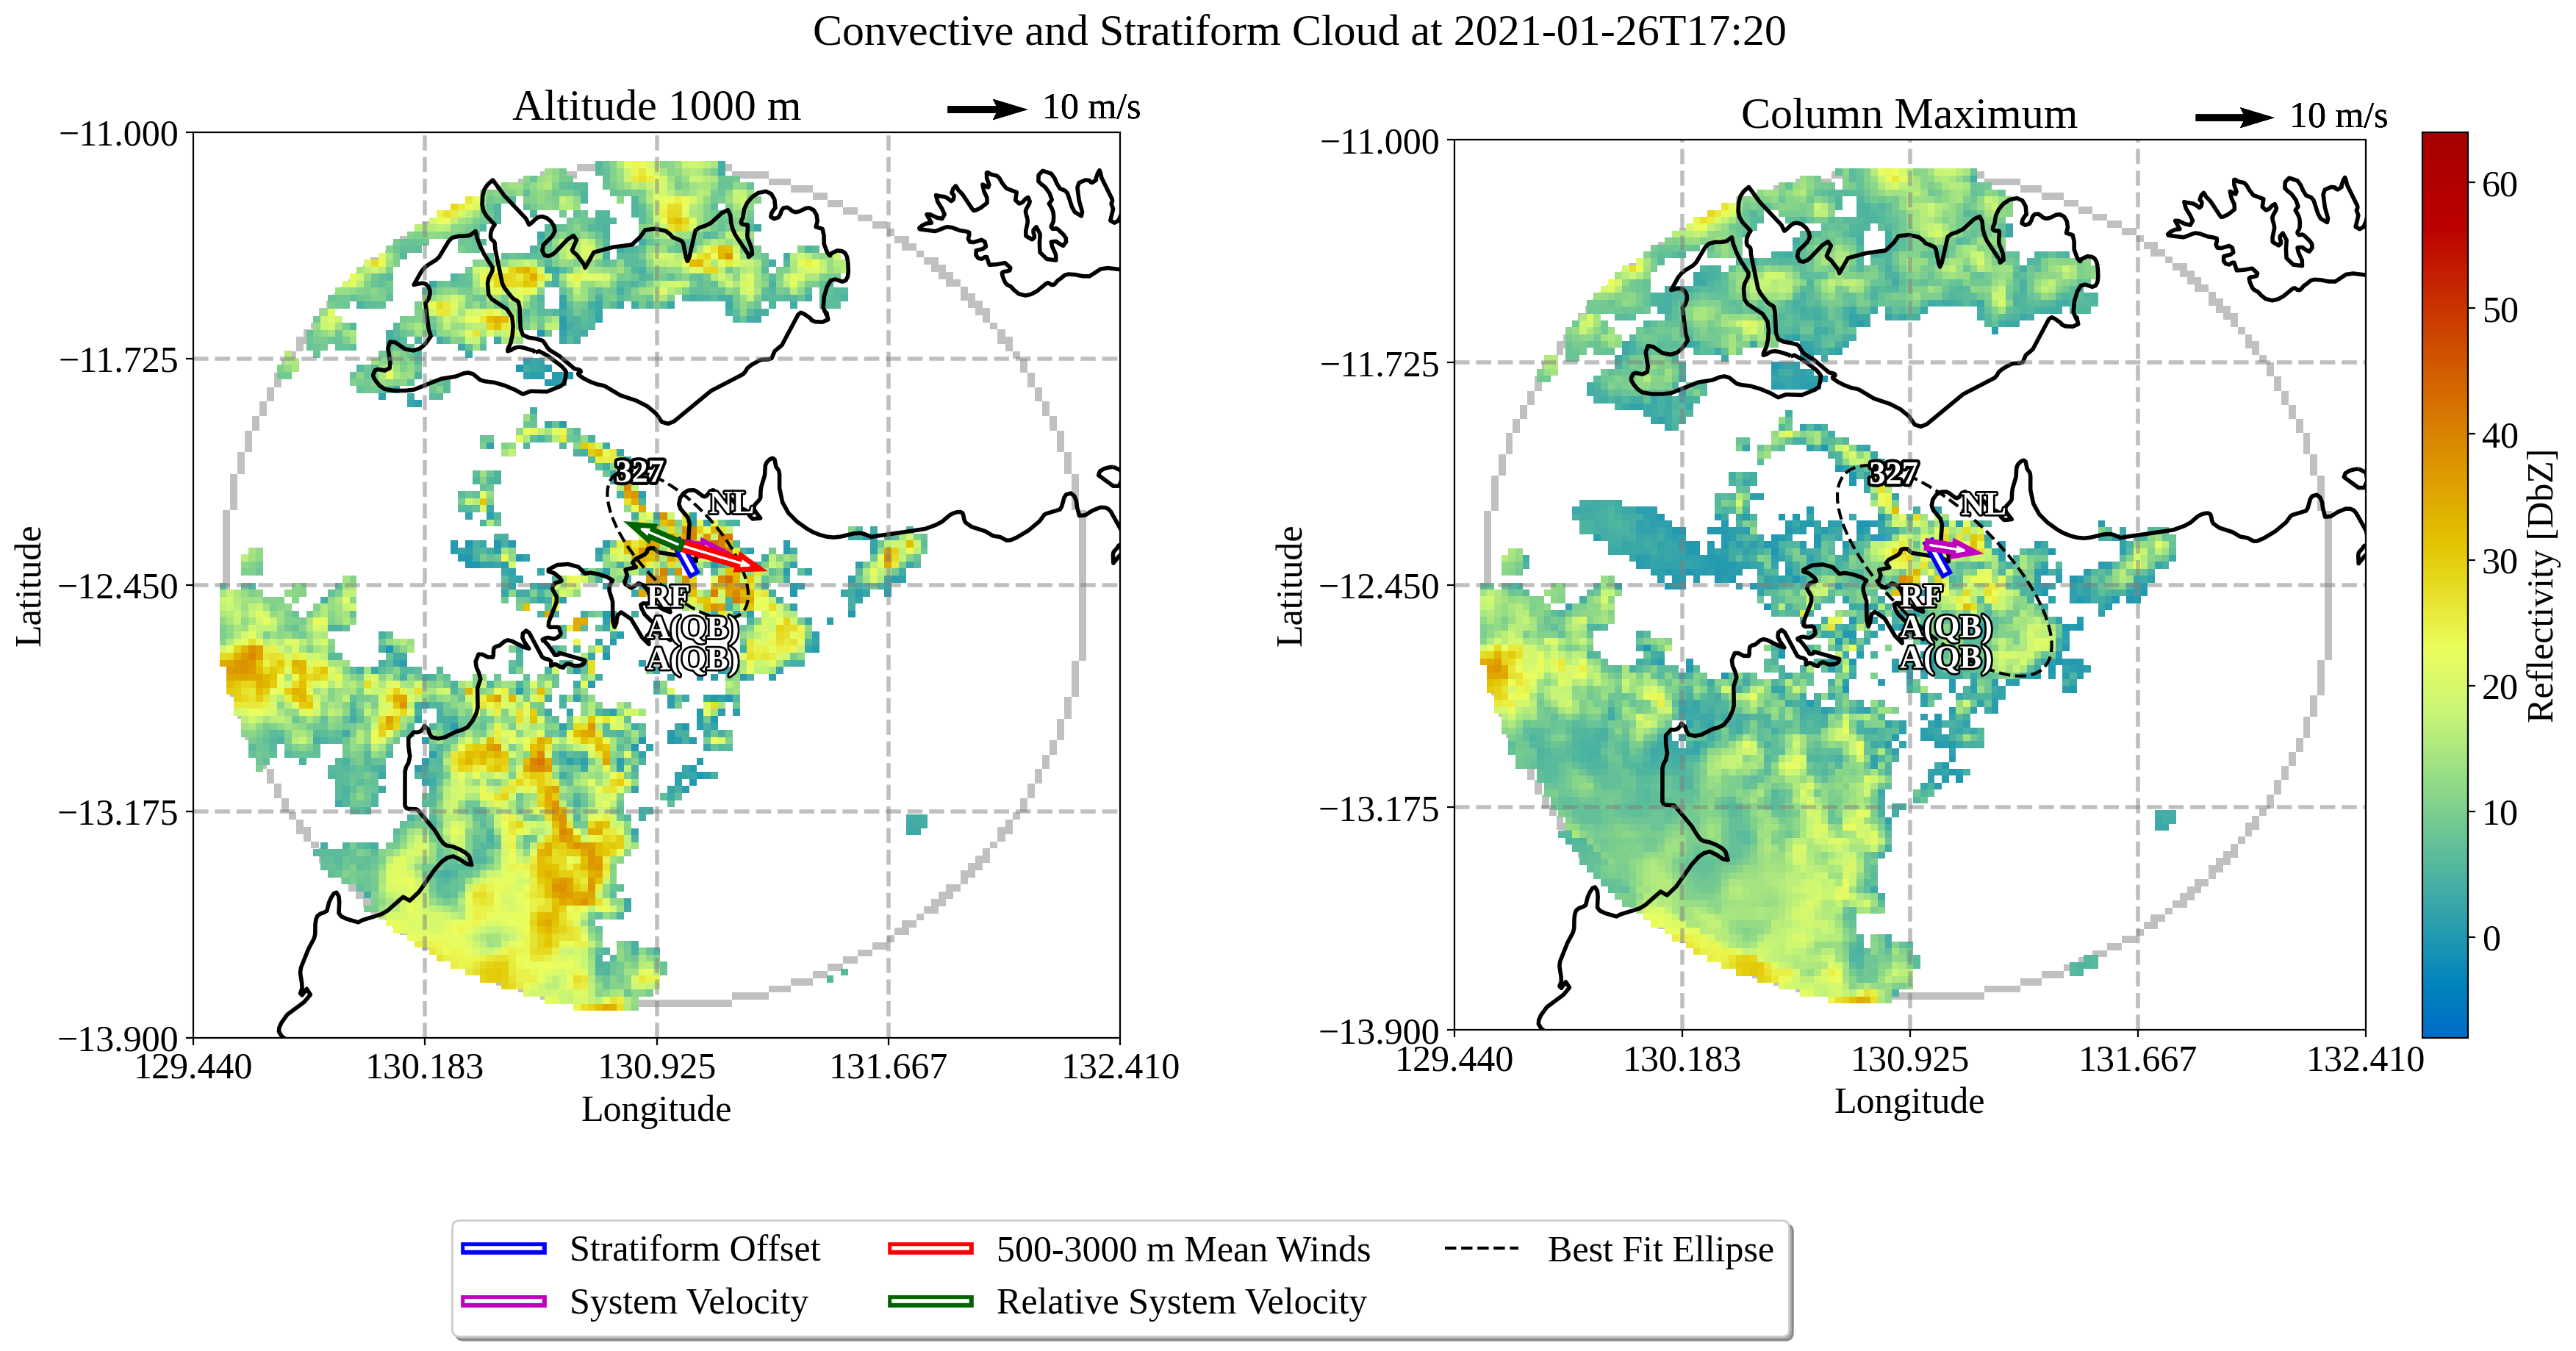 Convective and Stratiform Cloud at 2021-01-26T17:20
Altitude 1000 m
10 m/s
−11.000
−11.725
−12.450
−13.175
−13.900
129.440
130.183
130.925
131.667
132.410
Latitude
Longitude
327
NL
RF
A(QB)
A(QB)
Column Maximum
10 m/s
−11.000
−11.725
−12.450
−13.175
−13.900
129.440
130.183
130.925
131.667
132.410
Latitude
Longitude
327
NL
RF
A(QB)
A(QB)
60
50
40
30
20
10
0
Reflectivity [DbZ]
Stratiform Offset
System Velocity
500-3000 m Mean Winds
Relative System Velocity
Best Fit Ellipse